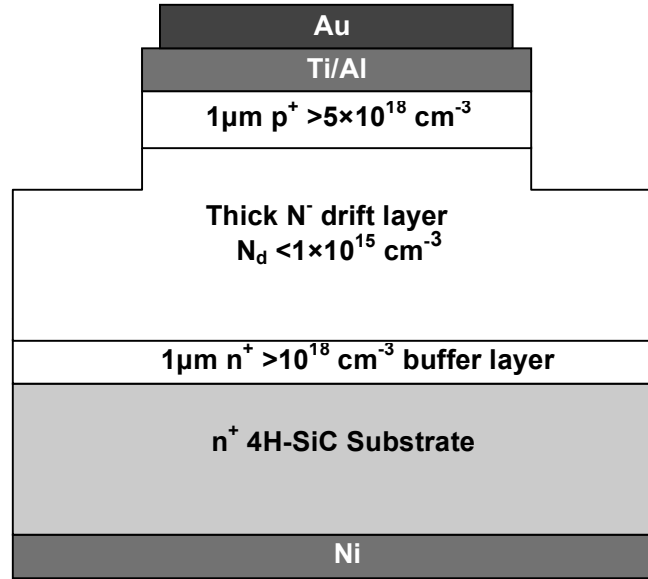 Au
Ti/Al
1µm p⁺ >5×10¹⁸ cm⁻³
Thick N⁻ drift layer
N_d <1×10¹⁵ cm⁻³
1µm n⁺ >10¹⁸ cm⁻³ buffer layer
n⁺ 4H-SiC Substrate
Ni